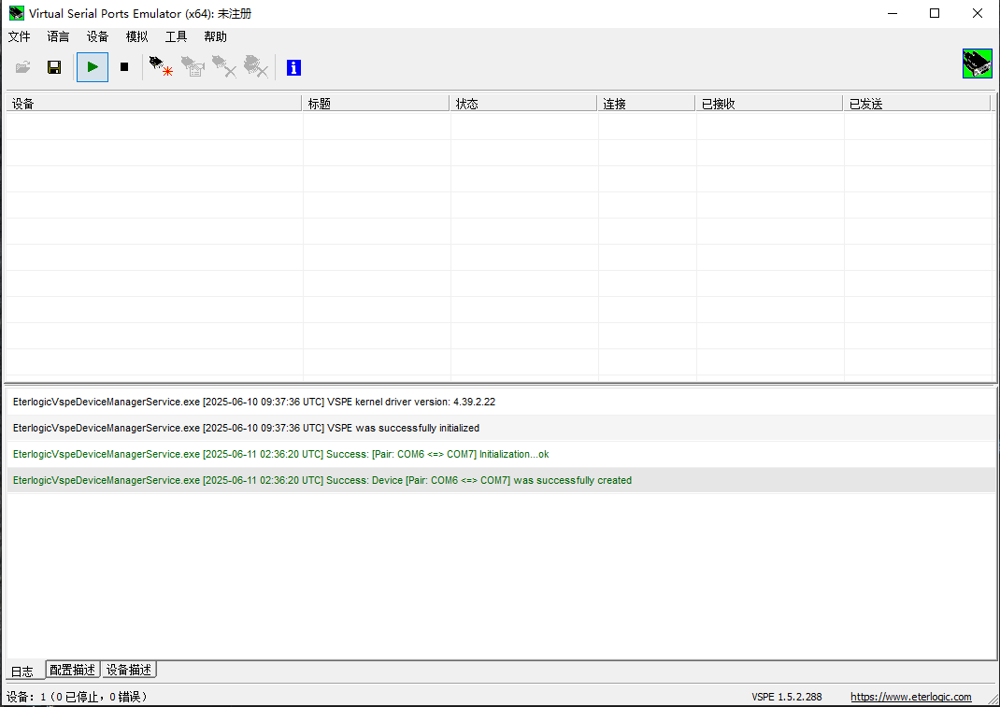 Virtual Serial Ports Emulator (x64): 未注册
文件 语言 设备 模拟 工具 帮助
设备 标题 状态 连接 已接收 已发送
EterlogicVspeDeviceManagerService.exe [2025-06-10 09:37:36 UTC] VSPE kernel driver version: 4.39.2.22
EterlogicVspeDeviceManagerService.exe [2025-06-10 09:37:36 UTC] VSPE was successfully initialized
EterlogicVspeDeviceManagerService.exe [2025-06-11 02:36:20 UTC] Success: [Pair: COM6 <=> COM7] Initialization...ok
EterlogicVspeDeviceManagerService.exe [2025-06-11 02:36:20 UTC] Success: Device [Pair: COM6 <=> COM7] was successfully created
日志 配置描述 设备描述
设备: 1 (0 已停止, 0 错误) VSPE 1.5.2.288 https://www.eterlogic.com